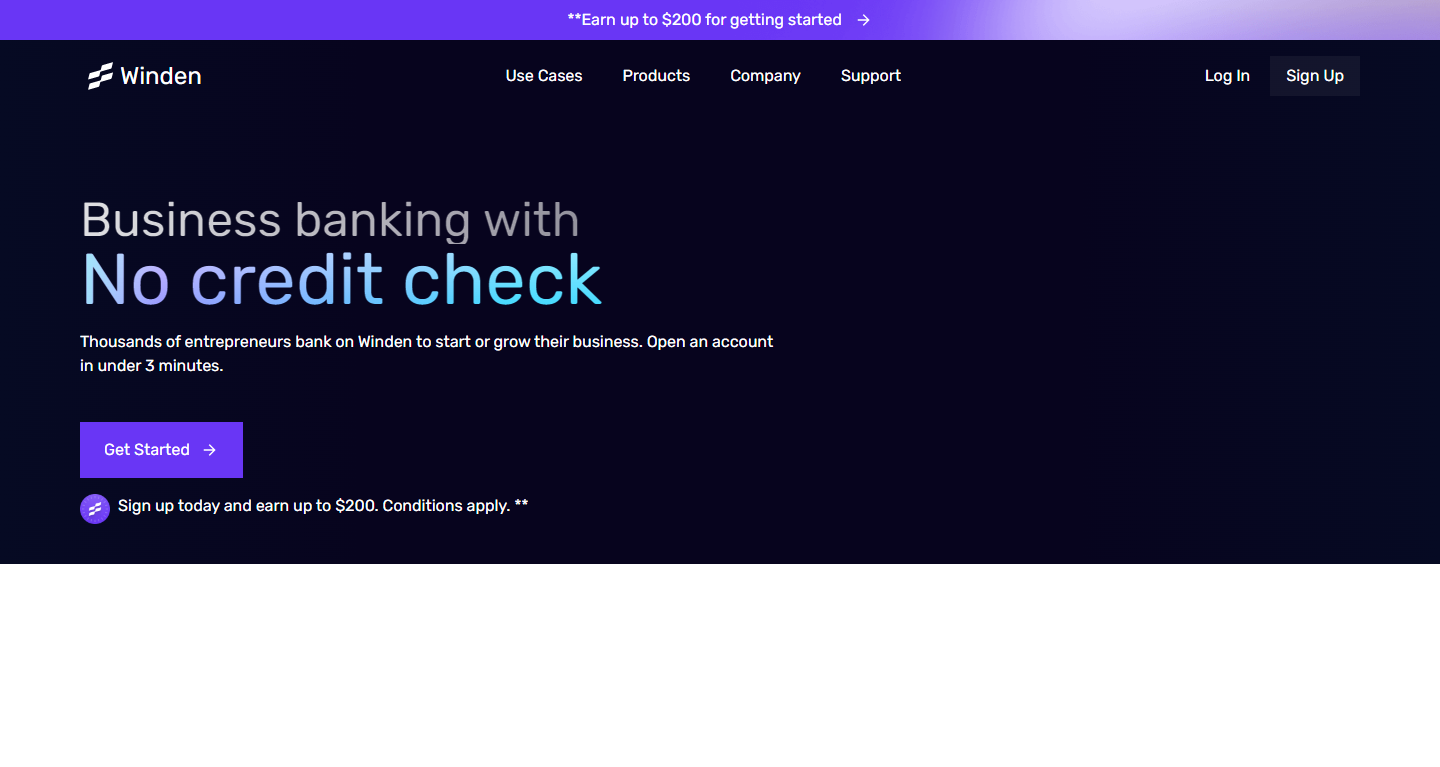 **Earn up to $200 for getting started
Winden
Use Cases
Products
Company
Support
Log In
Sign Up
Business banking with
No credit check
Thousands of entrepreneurs bank on Winden to start or grow their business. Open an account
in under 3 minutes.
Get Started
Sign up today and earn up to $200. Conditions apply. **